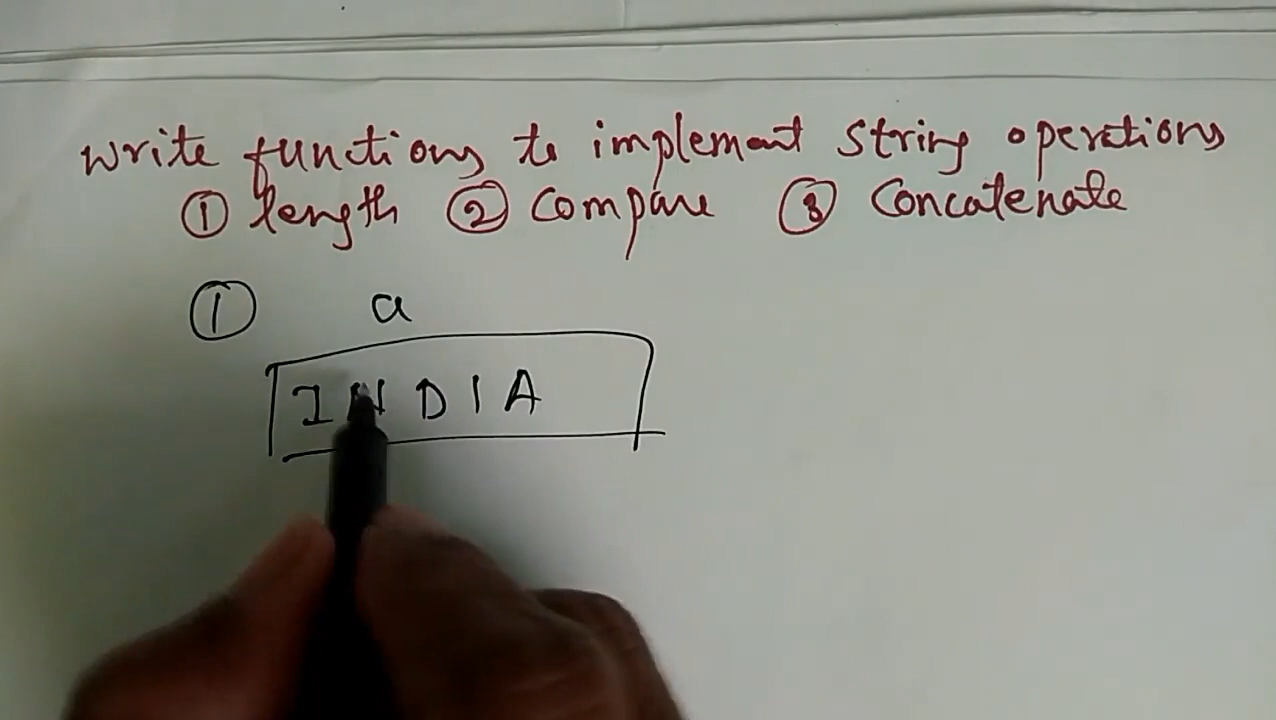 Write functions to implement string operations
① length ② Compare ③ Concatenate
① a
INDIA